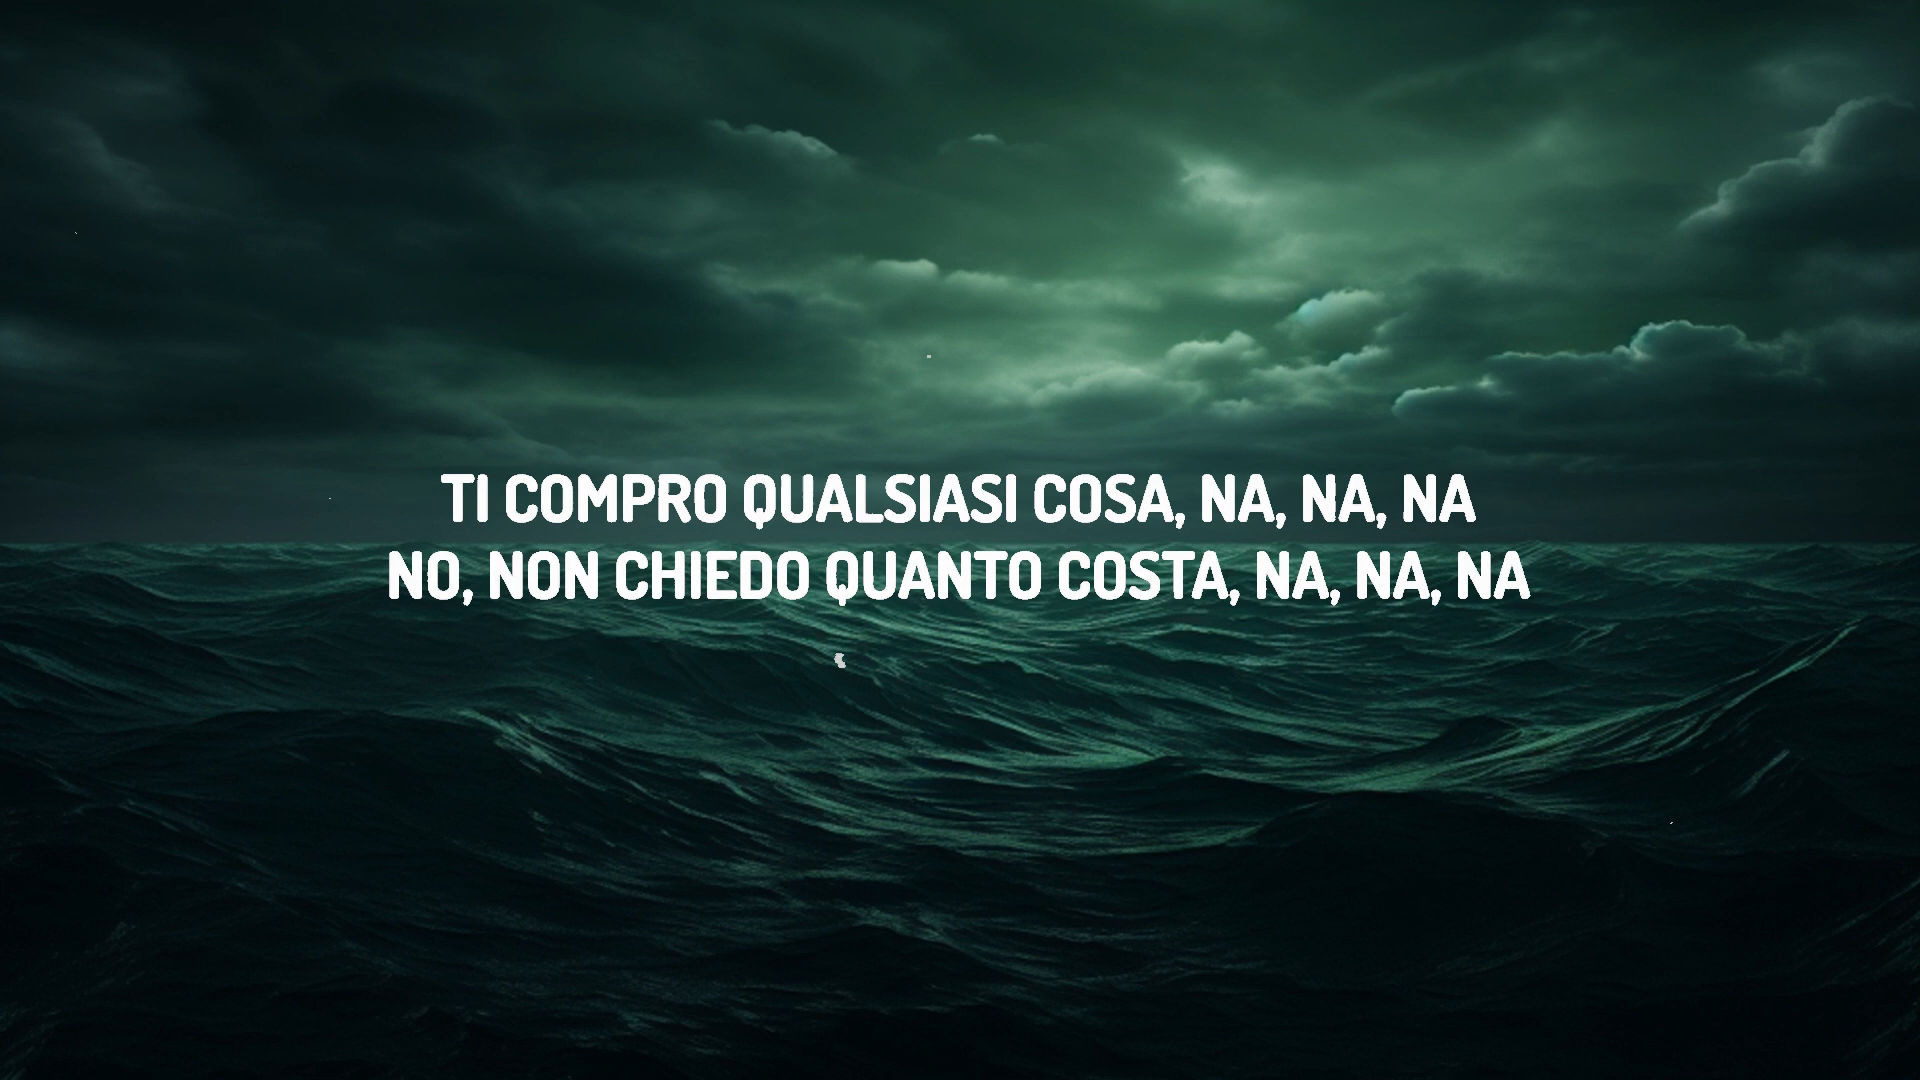 TI COMPRO QUALSIASI COSA, NA, NA, NA
NO, NON CHIEDO QUANTO COSTA, NA, NA, NA